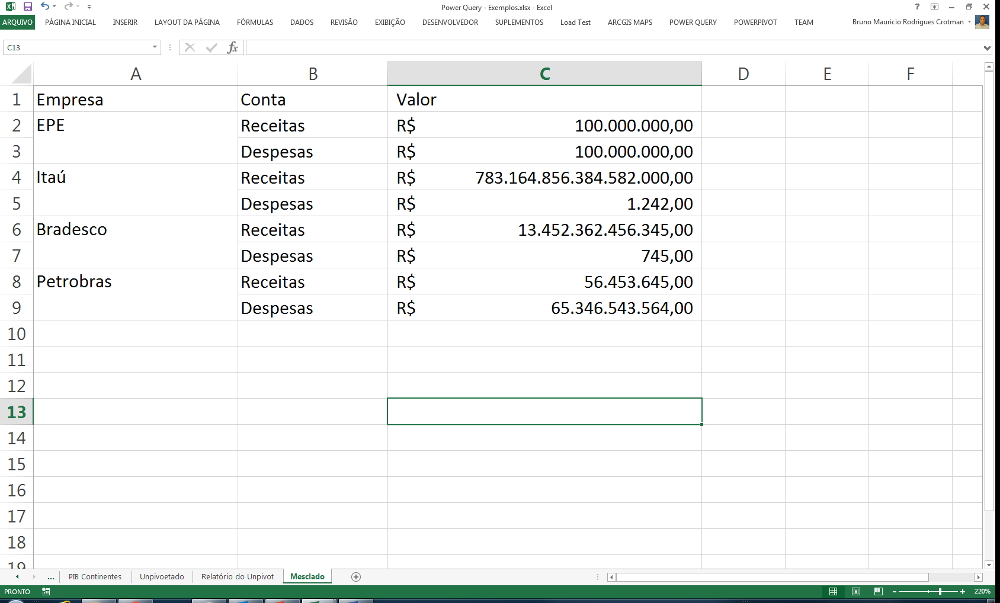 Power Query - Exemplos.xlsx - Excel
ARQUIVO PÁGINA INICIAL INSERIR LAYOUT DA PÁGINA FÓRMULAS DADOS REVISÃO EXIBIÇÃO DESENVOLVEDOR SUPLEMENTOS Load Test ARCGIS MAPS POWER QUERY POWERPIVOT TEAM Bruno Mauricio Rodrigues Crotman
C13 fx
A B C D E F
1 Empresa Conta Valor
2 EPE Receitas R$ 100.000.000,00
3 Despesas R$ 100.000.000,00
4 Itaú Receitas R$ 783.164.856.384.582.000,00
5 Despesas R$ 1.242,00
6 Bradesco Receitas R$ 13.452.362.456.345,00
7 Despesas R$ 745,00
8 Petrobras Receitas R$ 56.453.645,00
9 Despesas R$ 65.346.543.564,00
10
11
12
13
14
15
16
17
18
19
... PIB Continentes Unpivoetado Relatório do Unpivot Mesclado
PRONTO 220%